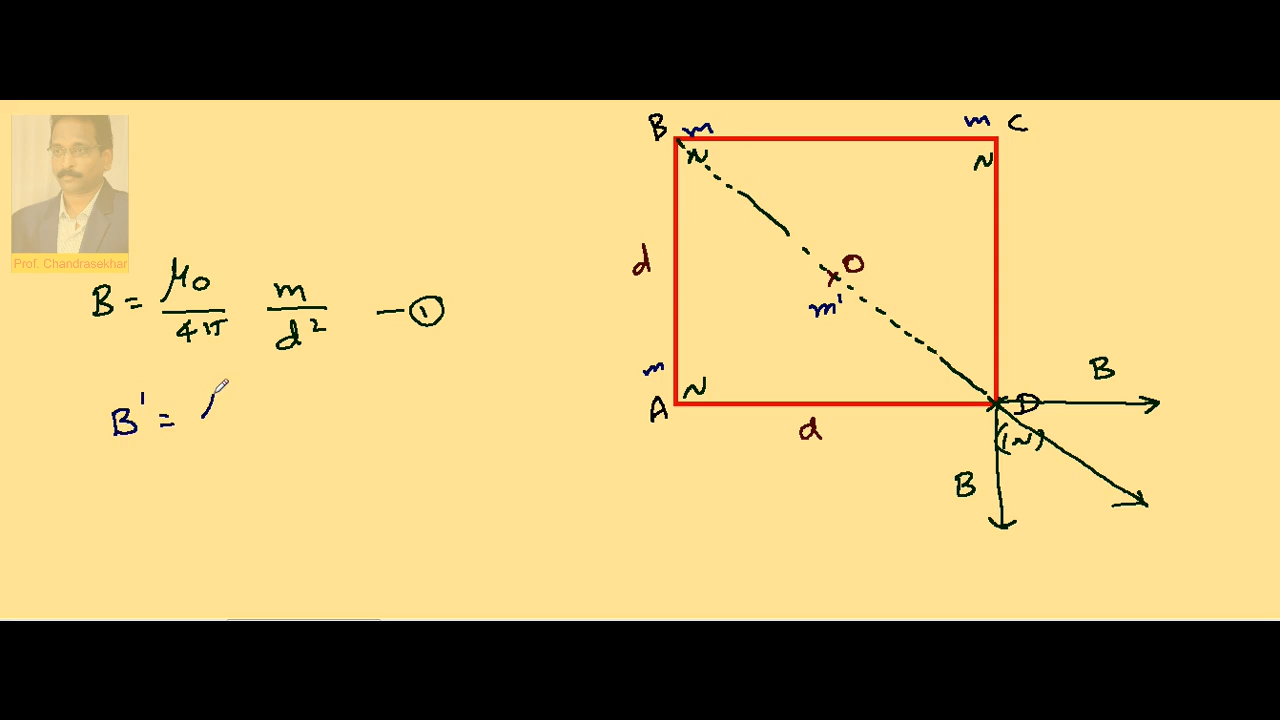 Prof. Chandrasekhar
B = μ₀/4π m/d² — ①
B' =
B m
m C
N
N
d
O
m'
m
A
N
d
D
(N)
B
B